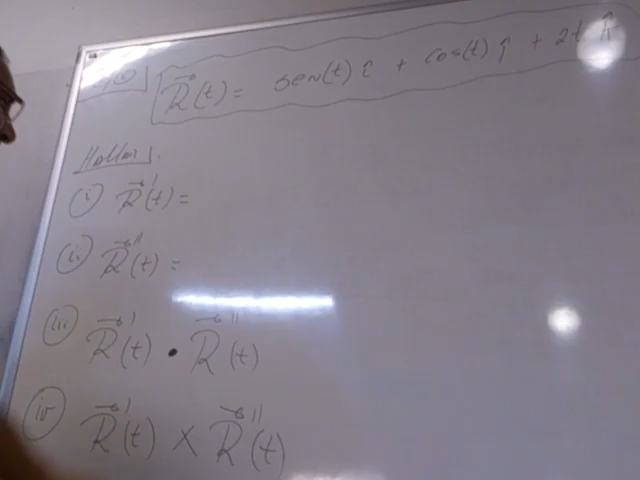 R⃗(t) = sen(t) î + cos(t) ĵ + 2t k̂
Hallar.
(i) R⃗'(t) =
(ii) R⃗''(t) =
(iii) R⃗'(t) • R⃗''(t)
(iv) R⃗'(t) × R⃗''(t)